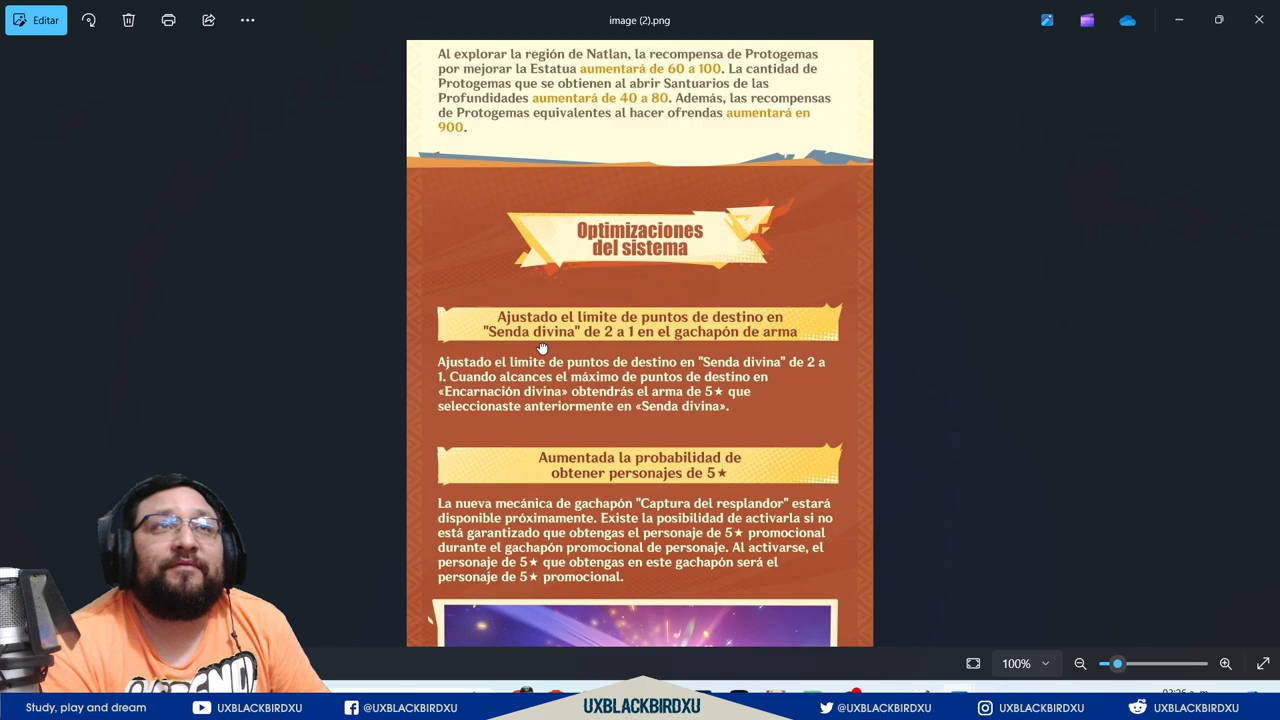 Editar
image (2).png
Al explorar la región de Natlan, la recompensa de Protogemas
por mejorar la Estatua aumentará de 60 a 100. La cantidad de
Protogemas que se obtienen al abrir Santuarios de las
Profundidades aumentará de 40 a 80. Además, las recompensas
de Protogemas equivalentes al hacer ofrendas aumentará en
900.
Optimizaciones
del sistema
Ajustado el límite de puntos de destino en
"Senda divina" de 2 a 1 en el gachapón de arma
Ajustado el límite de puntos de destino en "Senda divina" de 2 a
1. Cuando alcances el máximo de puntos de destino en
«Encarnación divina» obtendrás el arma de 5★ que
seleccionaste anteriormente en «Senda divina».
Aumentada la probabilidad de
obtener personajes de 5★
La nueva mecánica de gachapón "Captura del resplandor" estará
disponible próximamente. Existe la posibilidad de activarla si no
está garantizado que obtengas el personaje de 5★ promocional
durante el gachapón promocional de personaje. Al activarse, el
personaje de 5★ que obtengas en este gachapón será el
personaje de 5★ promocional.
100%
Study, play and dream
UXBLACKBIRDXU
@UXBLACKBIRDXU
UXBLACKBIRDXU
@UXBLACKBIRDXU
UXBLACKBIRDXU
UXBLACKBIRDXU